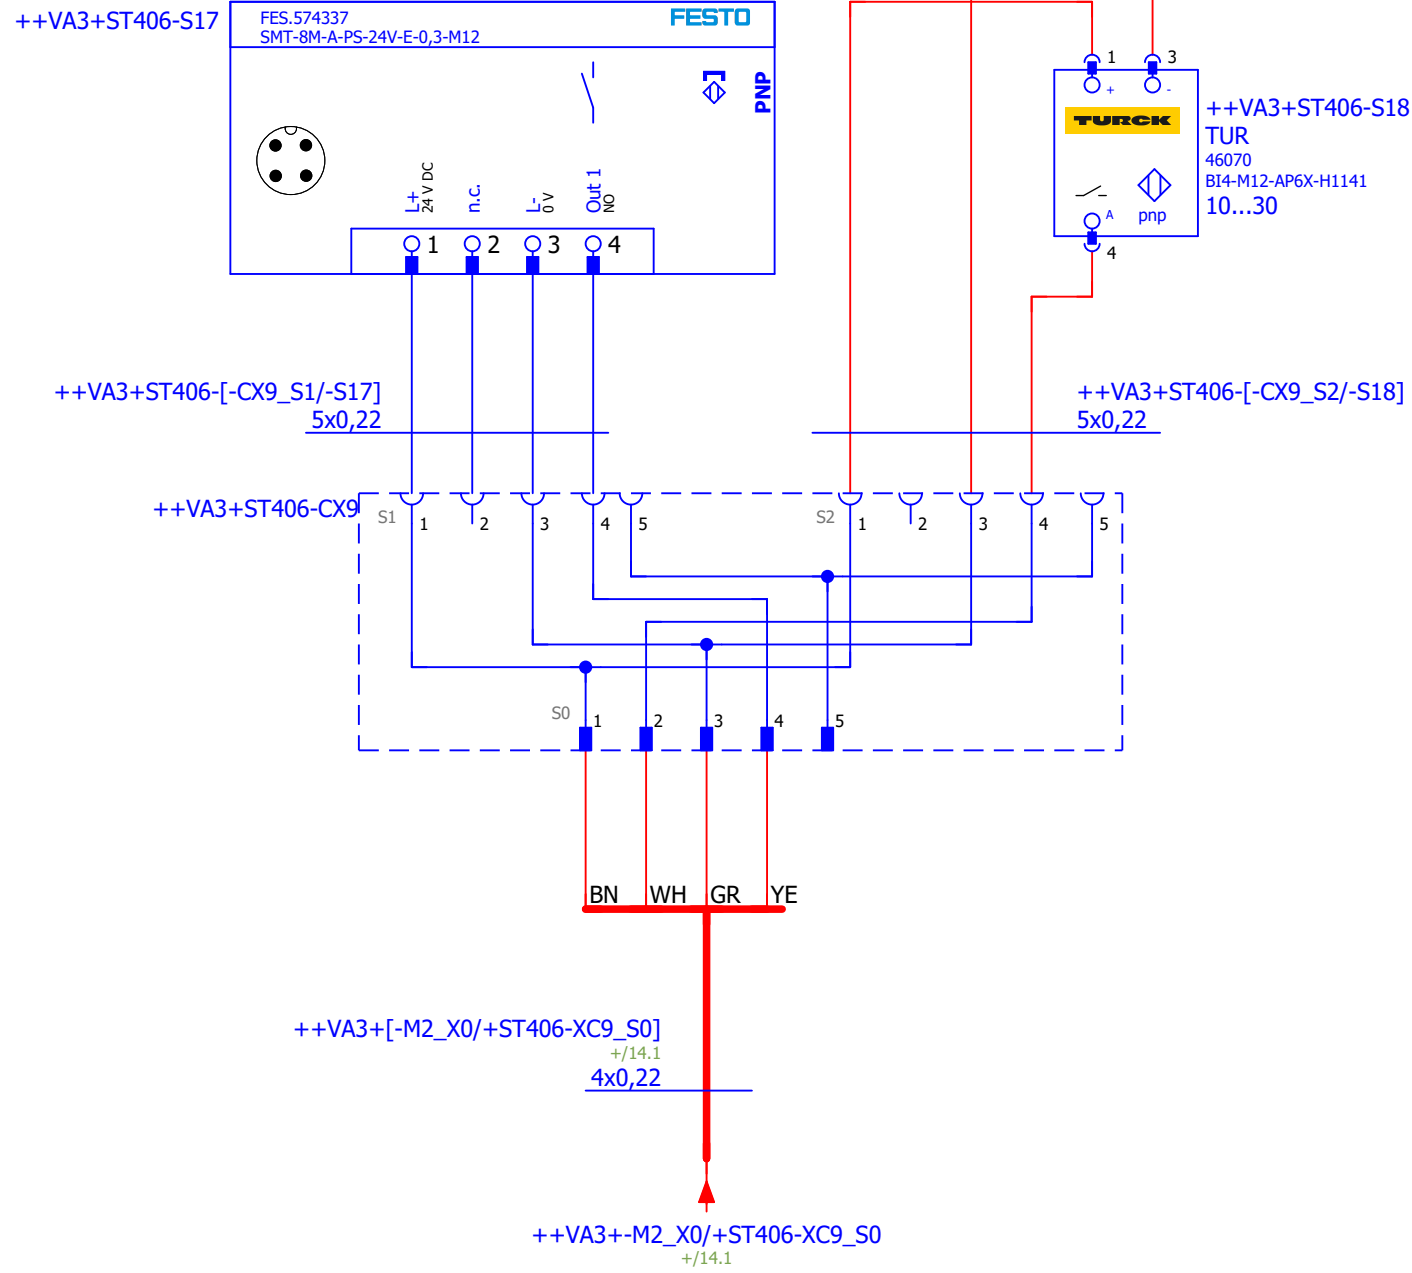 ++VA3+ST406-S17
FES.574337
SMT-8M-A-PS-24V-E-0,3-M12
FESTO
PNP
L+
24 V DC
n.c.
L-
0 V
Out 1
NO
1 2 3 4
1 3
+ -
TURCK
A
pnp
4
++VA3+ST406-S18
TUR
46070
BI4-M12-AP6X-H1141
10...30
++VA3+ST406-[-CX9_S1/-S17]
5x0,22
++VA3+ST406-[-CX9_S2/-S18]
5x0,22
++VA3+ST406-CX9
S1 1 2 3 4 5 S2 1 2 3 4 5
S0 1 2 3 4 5
BN WH GR YE
++VA3+[-M2_X0/+ST406-XC9_S0]
+/14.1
4x0,22
++VA3+-M2_X0/+ST406-XC9_S0
+/14.1